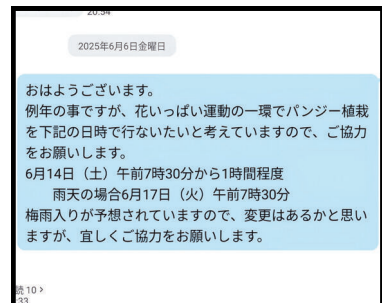 20:54
2025年6月6日金曜日
おはようございます。
例年の事ですが、花いっぱい運動の一環でパンジー植栽
を下記の日時で行ないたいと考えていますので、ご協力
をお願いします。
6月14日（土）午前7時30分から1時間程度
雨天の場合6月17日（火）午前7時30分
梅雨入りが予想されていますので、変更はあるかと思い
ますが、宜しくご協力をお願いします。
読 10 >
:33